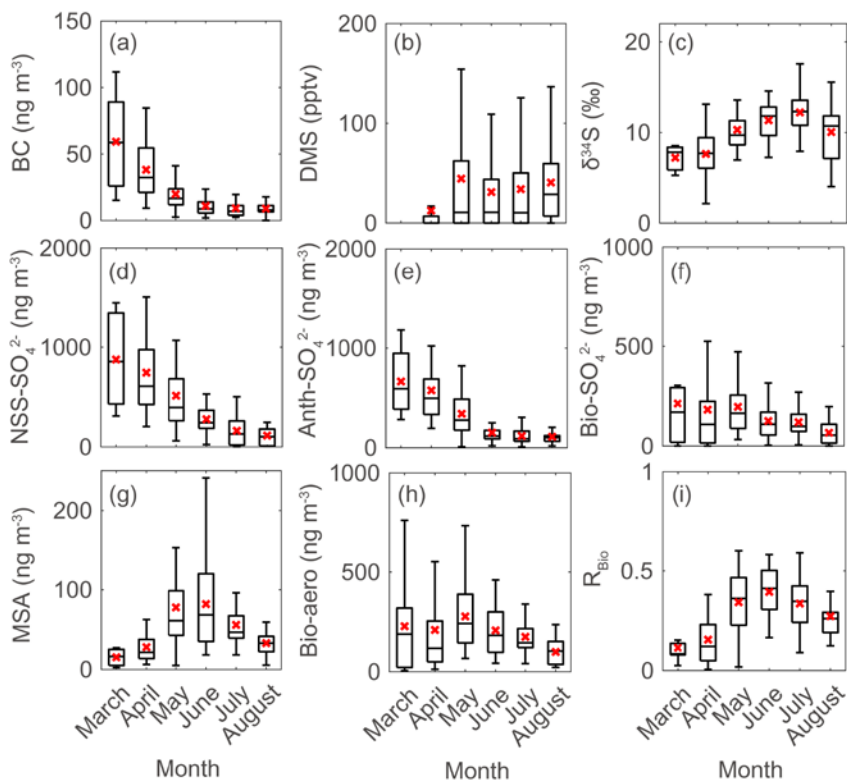 (a)
BC (ng m-3)
150
100
50
0
(b)
DMS (pptv)
200
100
0
(c)
δ34S (‰)
20
10
0
(d)
NSS-SO42- (ng m-3)
2000
1000
0
(e)
Anth-SO42- (ng m-3)
2000
1000
0
(f)
Bio-SO42- (ng m-3)
1000
500
0
(g)
MSA (ng m-3)
200
100
0
March
April
May
June
July
August
Month
(h)
Bio-aero (ng m-3)
1000
500
0
March
April
May
June
July
August
Month
(i)
RBio
1
0.5
0
March
April
May
June
July
August
Month